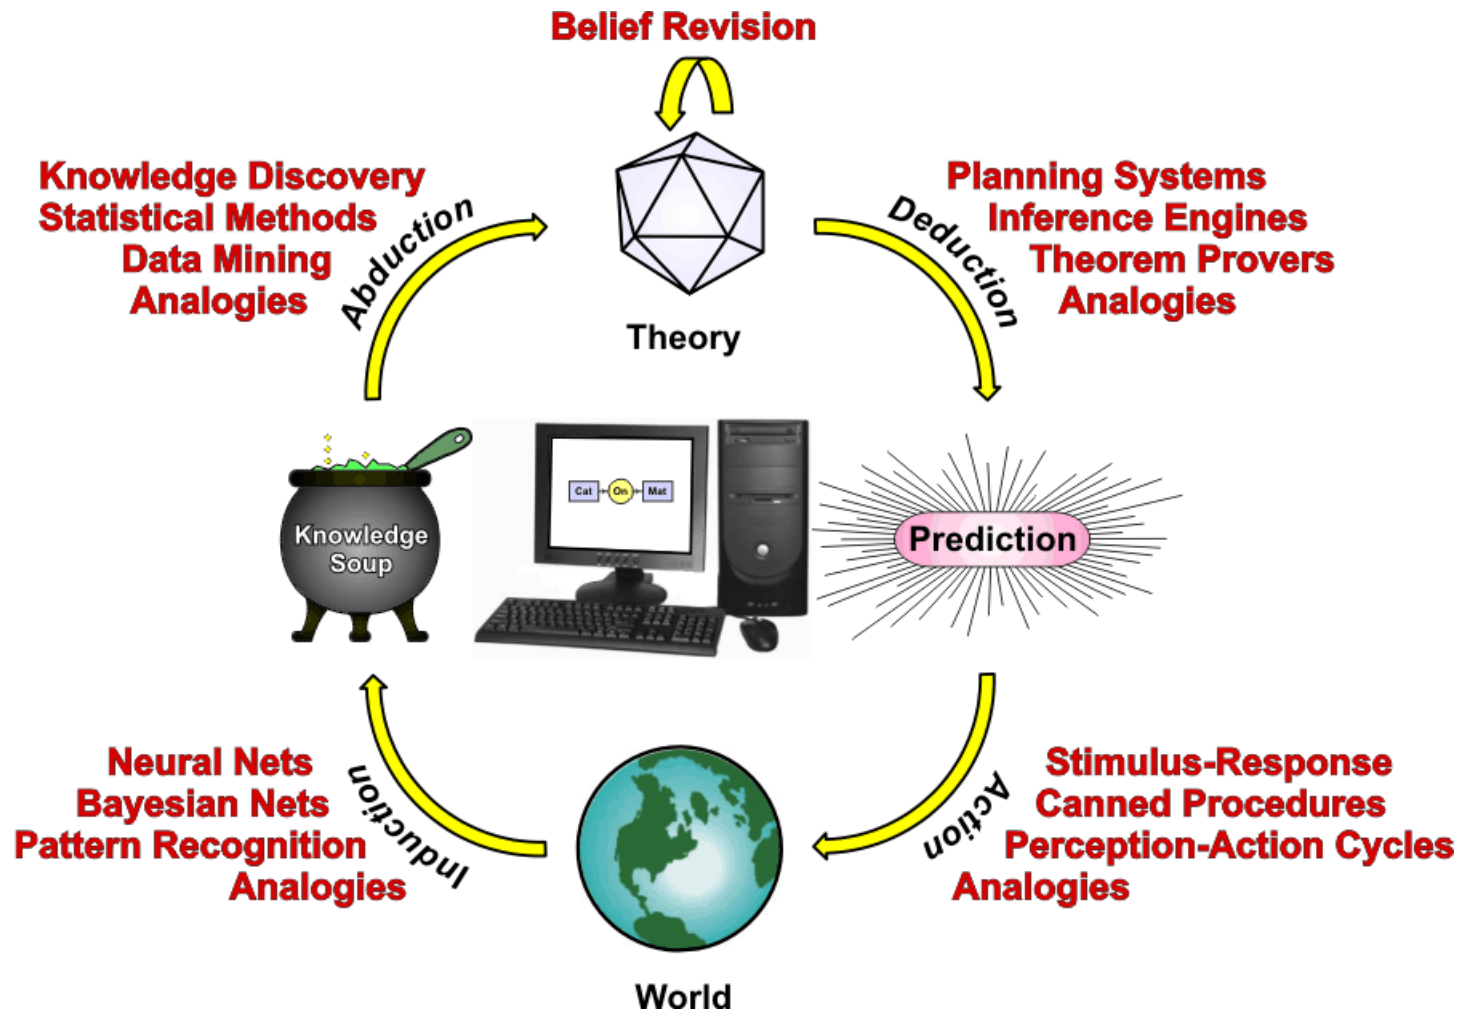 Belief Revision
Knowledge Discovery
Statistical Methods
Data Mining
Analogies
Abduction
Theory
Deduction
Planning Systems
Inference Engines
Theorem Provers
Analogies
Knowledge
Soup
Cat On Mat
Prediction
Neural Nets
Bayesian Nets
Pattern Recognition
Analogies
Induction
World
Action
Stimulus-Response
Canned Procedures
Perception-Action Cycles
Analogies